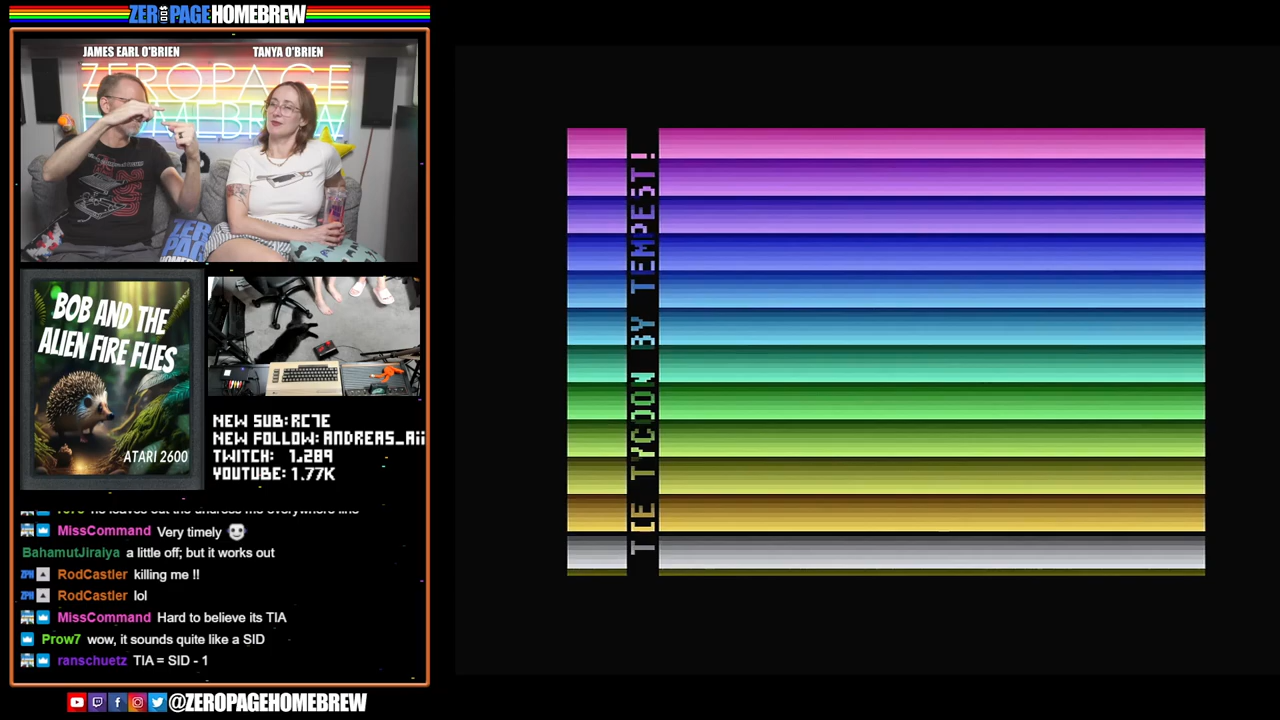 ZEROPAGEHOMEBREW
JAMES EARL O'BRIEN
TANYA O'BRIEN
ZEROPAGE
HOMEBREW
BOB AND THE
ALIEN FIRE FLIES
ATARI 2600
NEW SUB: RC7E
NEW FOLLOW: ANDREAS_AII
TWITCH: 1,289
YOUTUBE: 1.77K
MissCommand Very timely
BahamutJiraiya a little off; but it works out
RodCastler killing me !!
RodCastler lol
MissCommand Hard to believe its TIA
Prow7 wow, it sounds quite like a SID
ranschuetz TIA = SID - 1
@ZEROPAGEHOMEBREW
TIE TYCOON BY TEMPEST!